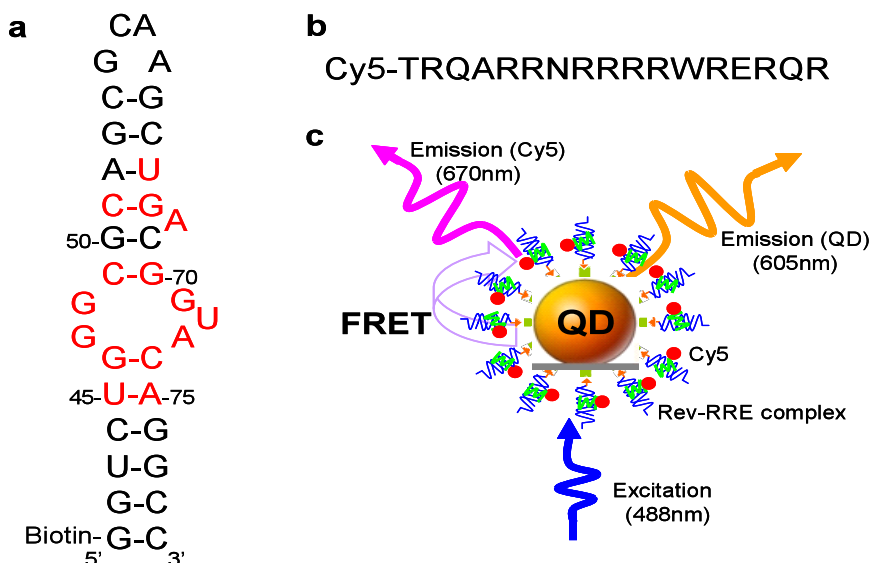 a
CA
G A
C-G
G-C
A-U
C-G
A
50-G-C
C-G-70
G G
G U
A
G-C
45-U-A-75
C-G
U-G
G-C
Biotin-G-C
5' 3'
b
Cy5-TRQARRNRRRRWRERQR
c
Emission (Cy5)
(670nm)
Emission (QD)
(605nm)
FRET
QD
Cy5
Rev-RRE complex
Excitation
(488nm)